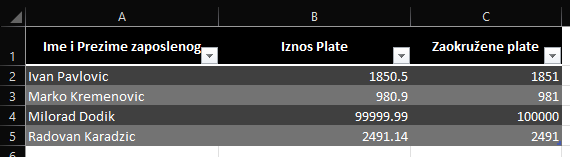 A B C
1 Ime i Prezime zaposlenog Iznos Plate Zaokružene plate
2 Ivan Pavlovic 1850.5 1851
3 Marko Kremenovic 980.9 981
4 Milorad Dodik 99999.99 100000
5 Radovan Karadzic 2491.14 2491